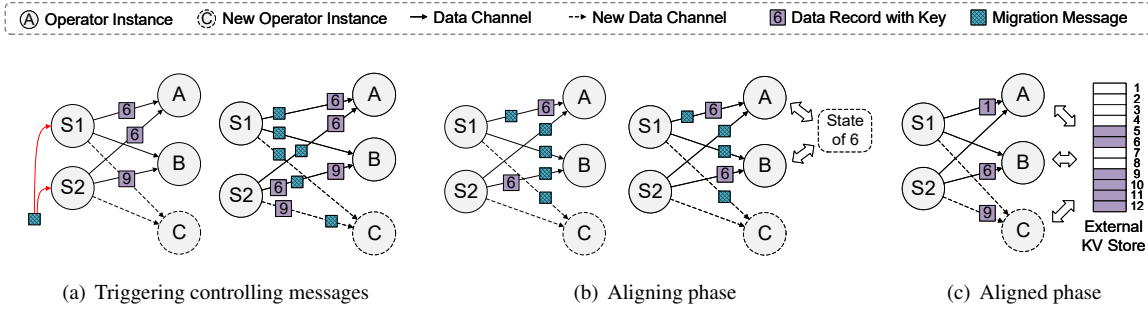 A Operator Instance C New Operator Instance Data Channel New Data Channel 6 Data Record with Key Migration Message
S1 S2 A B C 6 6 9
S1 S2 A B C 6 6 6 9 9
(a) Triggering controlling messages
S1 S2 A B C 6 6
S1 S2 A B C 6 6
State
of 6
(b) Aligning phase
S1 S2 A B C 1 6 9
1
2
3
4
5
6
7
8
9
10
11
12
External
KV Store
(c) Aligned phase